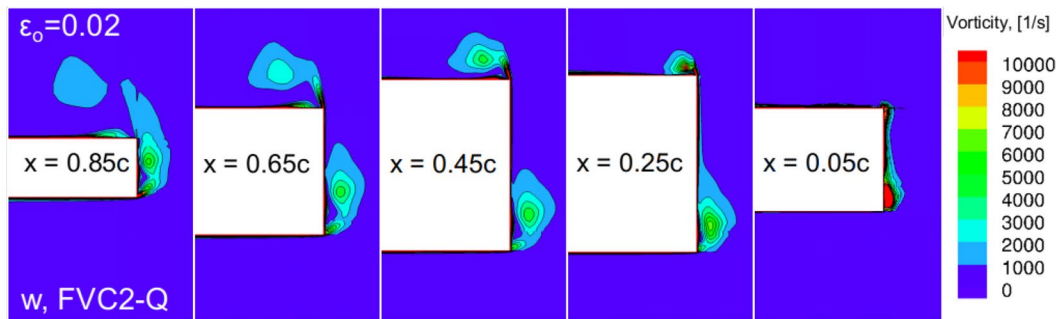 εo=0.02
x = 0.85c
x = 0.65c
x = 0.45c
x = 0.25c
x = 0.05c
w, FVC2-Q
Vorticity, [1/s]
10000
9000
8000
7000
6000
5000
4000
3000
2000
1000
0